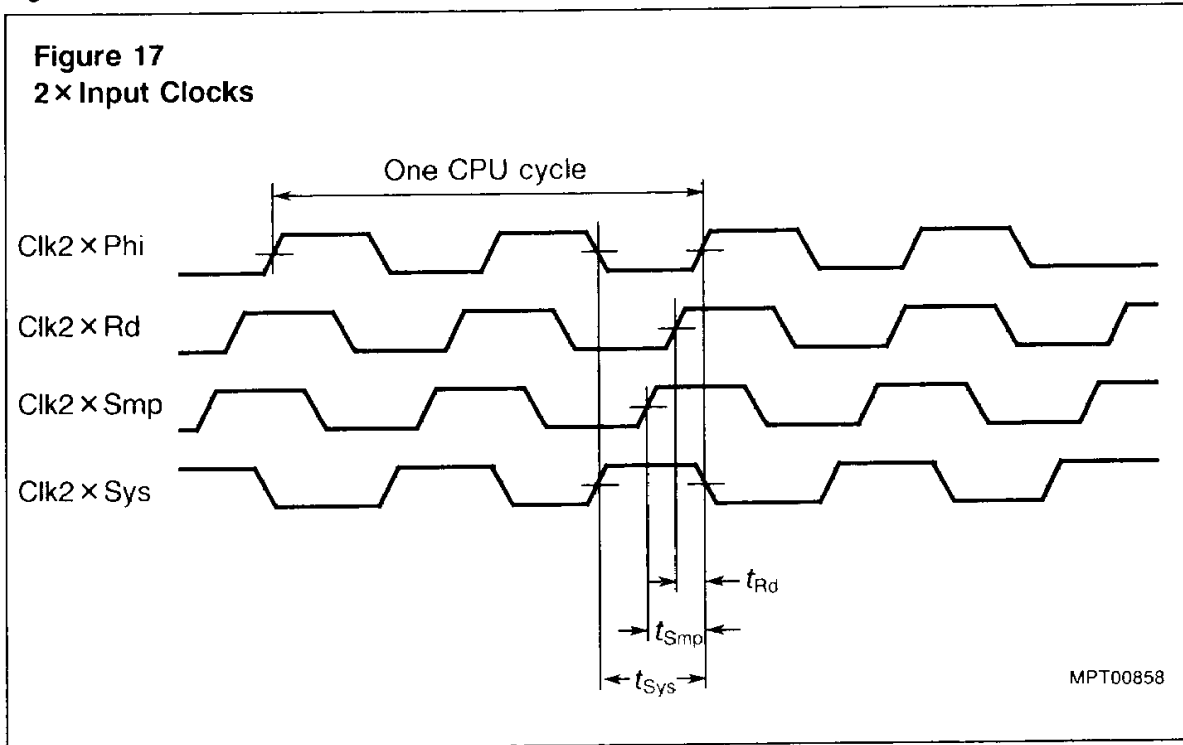 Figure 17
2×Input Clocks
One CPU cycle
Clk2×Phi
Clk2×Rd
Clk2×Smp
Clk2×Sys
tRd
tSmp
tSys
MPT00858